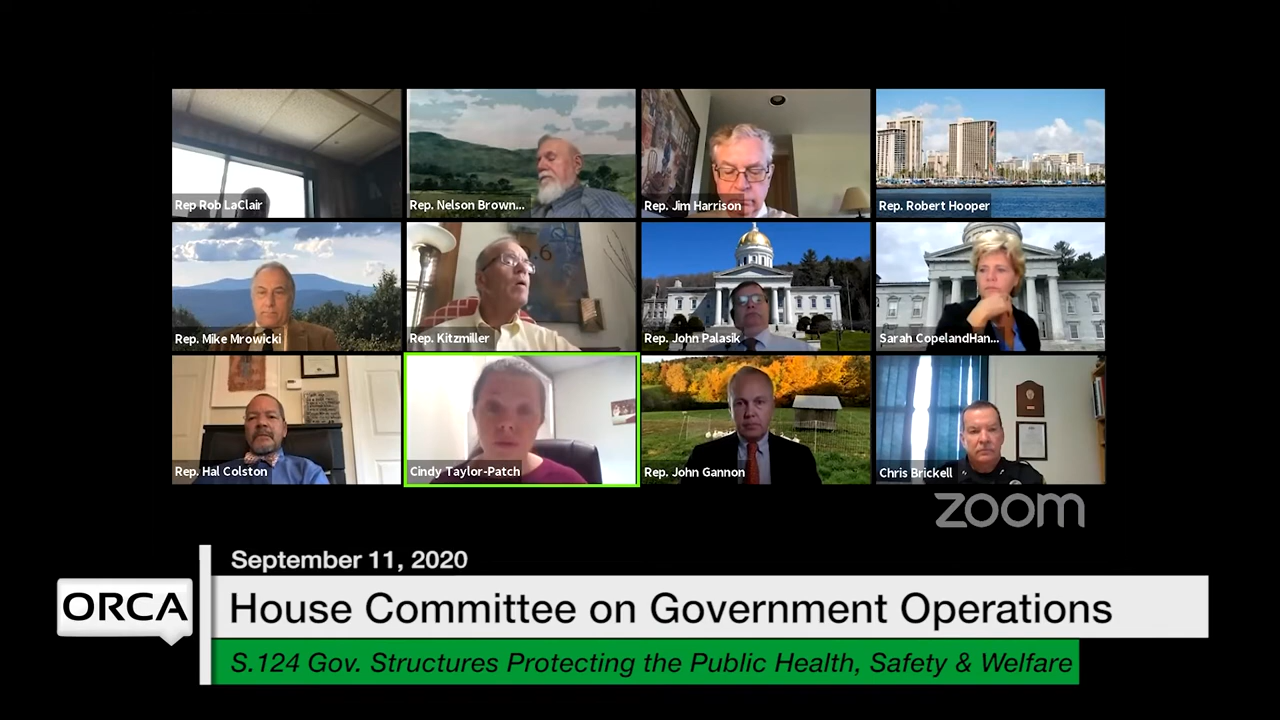 Rep Rob LaClair
Rep. Nelson Brown...
Rep. Jim Harrison
Rep. Robert Hooper
Rep. Mike Mrowicki
Rep. Kitzmiller
Rep. John Palasik
Sarah CopelandHan...
Rep. Hal Colston
Cindy Taylor-Patch
Rep. John Gannon
Chris Brickell
zoom
September 11, 2020
ORCA
House Committee on Government Operations
S.124 Gov. Structures Protecting the Public Health, Safety & Welfare